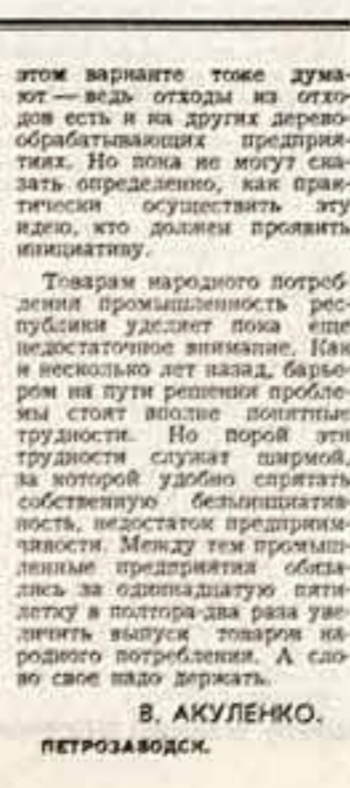 этом варианте тоже дума-
ют — ведь отходы из отхо-
дов есть и на других дерево-
обрабатывающих предприя-
тиях. Но пока не могут ска-
зать определенно, как прак-
тически осуществить эту
идею, кто должен проявить
инициативу.
Товарам народного потреб-
ления промышленность рес-
публики уделяет пока еще
недостаточное внимание. Как
и несколько лет назад, барье-
ром на пути решения пробле-
мы стоят вполне понятные
трудности. Но порой эти
трудности служат ширмой,
за которой удобно спрятать
собственную безынициатив-
ность, недостаток предприим-
чивости. Между тем промыш-
ленные предприятия обяза-
лись за одиннадцатую пяти-
летку в полтора-два раза уве-
личить выпуск товаров на-
родного потребления. А сло-
во свое надо держать.
В. АКУЛЕНКО.
ПЕТРОЗАВОДСК.